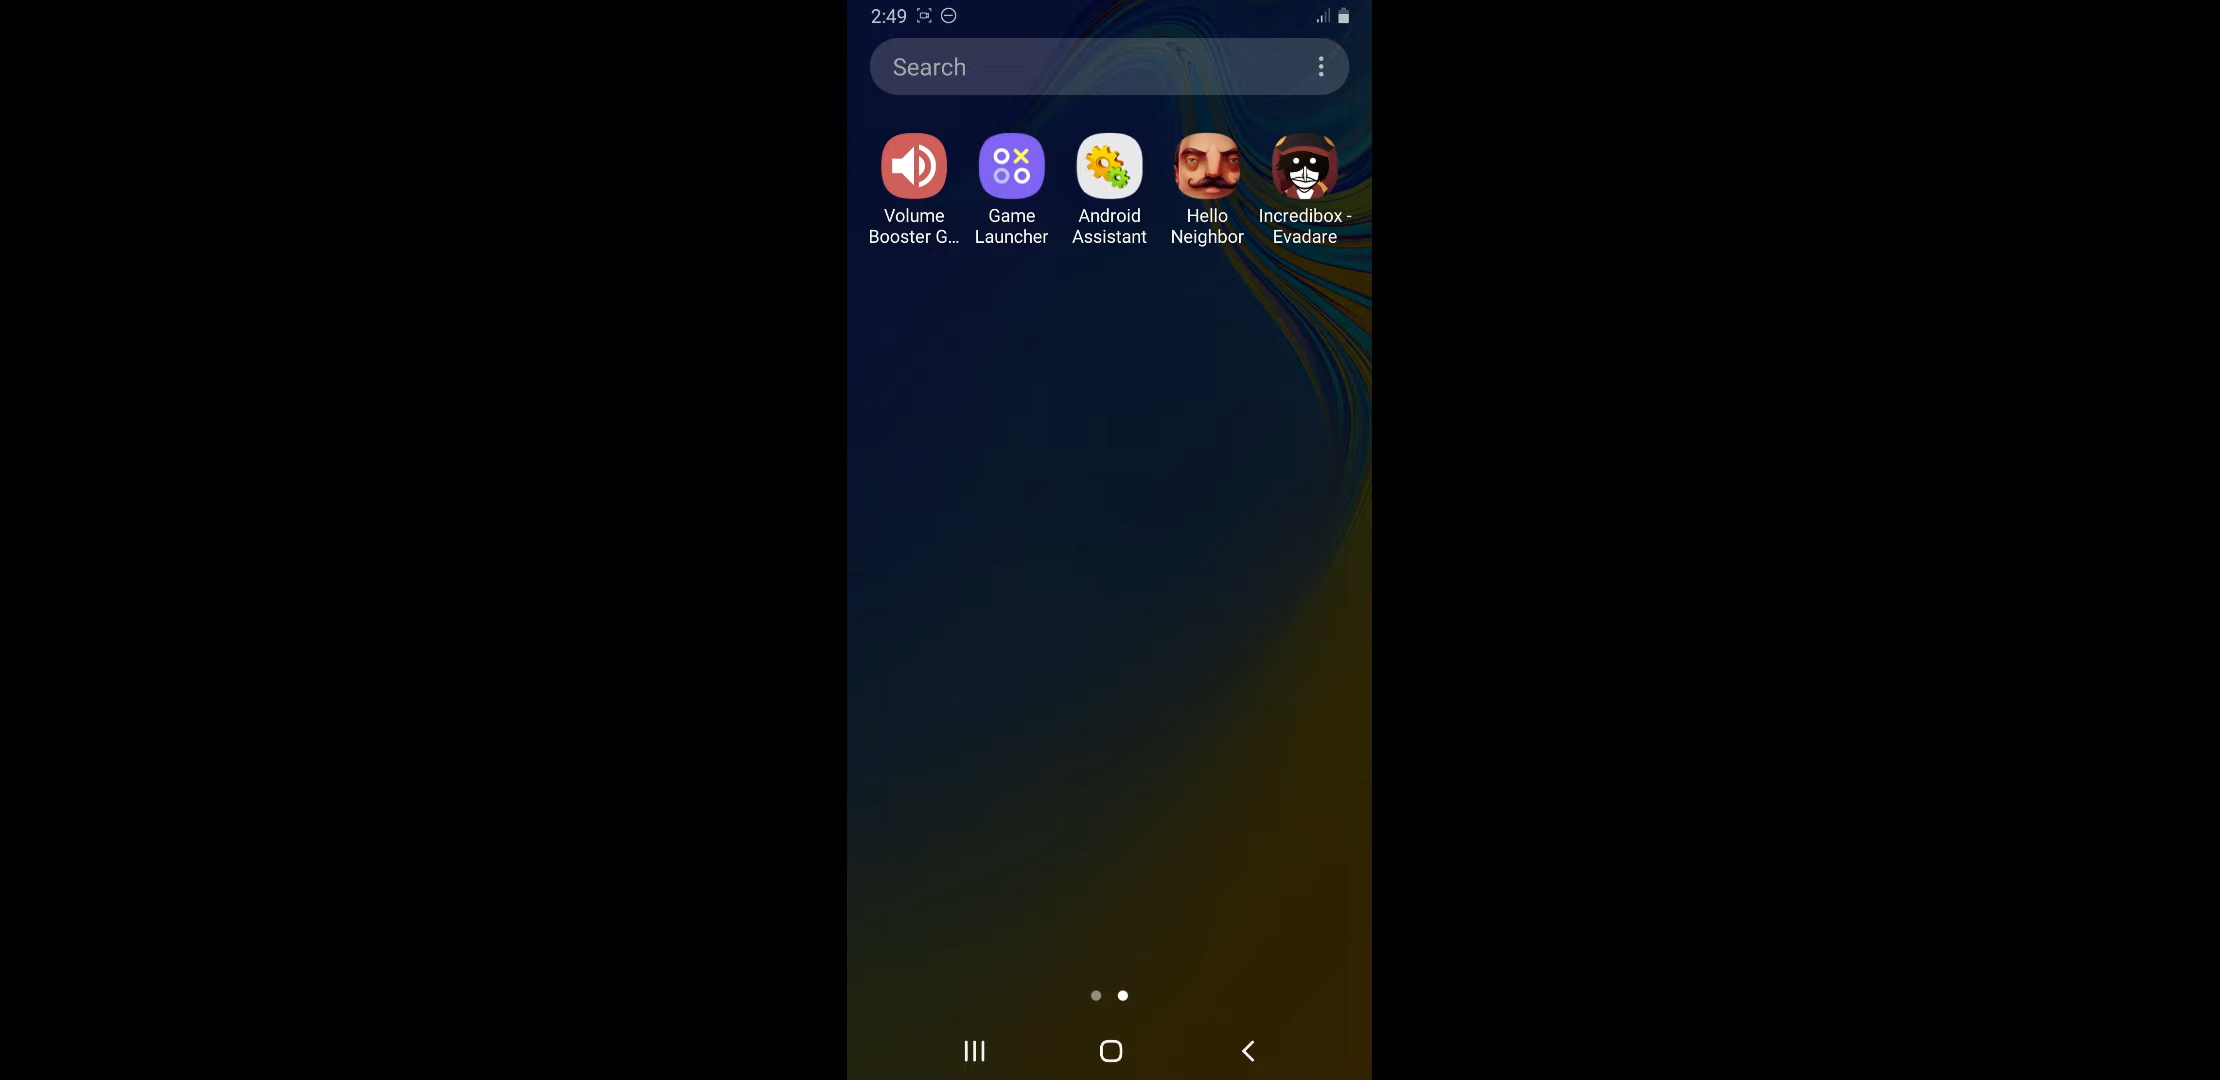 2:49
Search
Volume
Booster G...
Game
Launcher
Android
Assistant
Hello
Neighbor
Incredibox -
Evadare